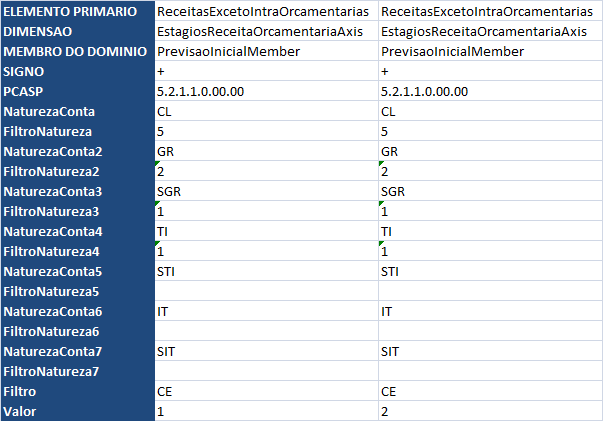 ELEMENTO PRIMARIO ReceitasExcetoIntraOrcamentarias ReceitasExcetoIntraOrcamentarias
DIMENSAO EstagiosReceitaOrcamentariaAxis EstagiosReceitaOrcamentariaAxis
MEMBRO DO DOMINIO PrevisaoInicialMember PrevisaoInicialMember
SIGNO + +
PCASP 5.2.1.1.0.00.00 5.2.1.1.0.00.00
NaturezaConta CL CL
FiltroNatureza 5 5
NaturezaConta2 GR GR
FiltroNatureza2 2 2
NaturezaConta3 SGR SGR
FiltroNatureza3 1 1
NaturezaConta4 TI TI
FiltroNatureza4 1 1
NaturezaConta5 STI STI
FiltroNatureza5
NaturezaConta6 IT IT
FiltroNatureza6
NaturezaConta7 SIT SIT
FiltroNatureza7
Filtro CE CE
Valor 1 2